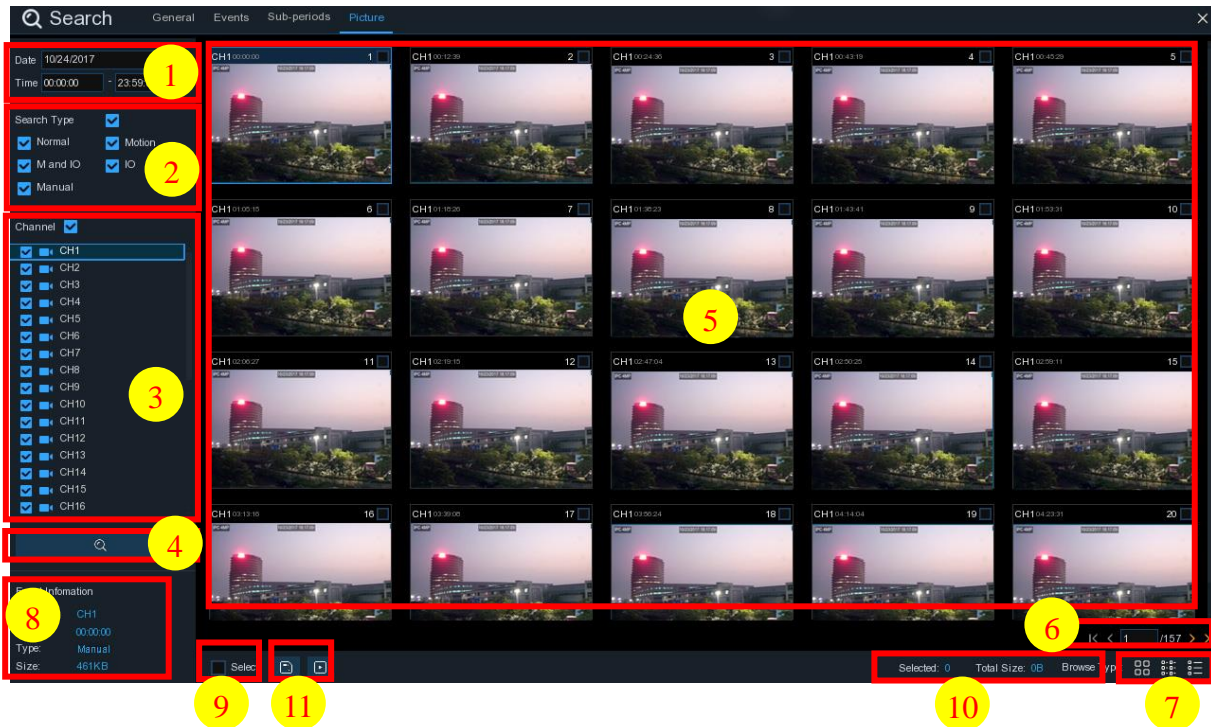 Search General Events Sub-periods Picture
Date 10/24/2017
Time 00:00:00 - 23:59:
1
Search Type
Normal Motion
M and IO IO
Manual
2
Channel
CH1
CH2
CH3
CH4
CH5
CH6
CH7
CH8
CH9
CH10
CH11
CH12
CH13
CH14
CH15
CH16
3
4
Infomation
CH1
00:00:00
Type: Manual
Size: 461KB
8
CH1 00:00:00 1
CH1 00:12:39 2
CH1 00:24:36 3
CH1 00:43:19 4
CH1 00:45:29 5
CH1 01:05:15 6
CH1 01:18:26 7
CH1 01:38:23 8
CH1 01:43:41 9
CH1 01:53:31 10
5
CH1 02:06:27 11
CH1 02:19:15 12
CH1 02:47:04 13
CH1 02:50:25 14
CH1 02:59:11 15
CH1 03:13:16 16
CH1 03:39:08 17
CH1 03:56:24 18
CH1 04:14:04 19
CH1 04:23:31 20
6
1 /157
Selec
Selected: 0 Total Size: 0B Browse Typ
9
11
10
7